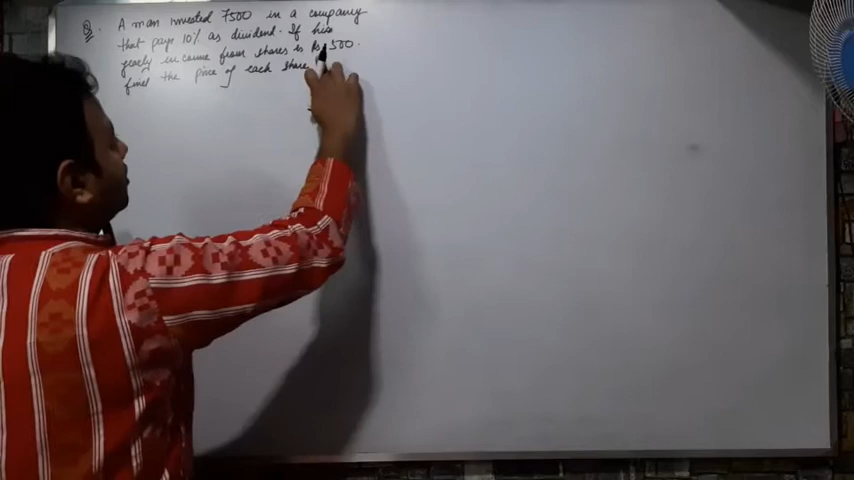 Q. A man invested 7500 in a company
that pay 10% as dividend. If his
yearly income from shares is Rs 500.
find the price of each share